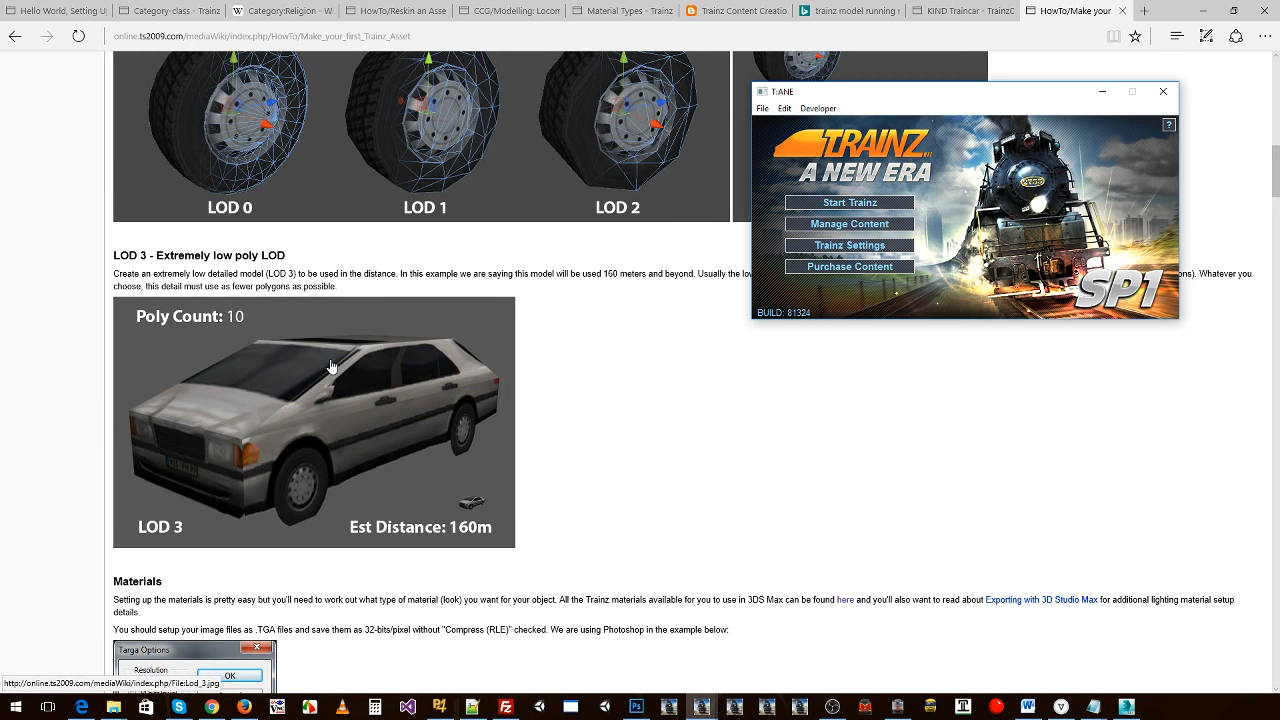 Hello World, Setting Up
Category-class - Trainz
Category:Religion - Wi
HowTo/Reskin an Asse
CCG/Modelling: Locom
Material Types - Trainz
Trainz Content Creatio
trainz model running n
KIND Traincar - TrainzO
HowTo/Make your
online.ts2009.com/mediaWiki/index.php/HowTo/Make_your_first_Trainz_Asset
LOD 0
LOD 1
LOD 2
T:ANE
File Edit Developer
?
TRAINZ
A NEW ERA
Start Trainz
Manage Content
Trainz Settings
Purchase Content
SP1
BUILD: 81324
LOD 3 - Extremely low poly LOD
Create an extremely low detailed model (LOD 3) to be used in the distance. In this example we are saying this model will be used 160 meters and beyond. Usually the lov
ons). Whatever you
choose, this detail must use as fewer polygons as possible.
Poly Count: 10
LOD 3
Est Distance: 160m
Materials
Setting up the materials is pretty easy but you'll need to work out what type of material (look) you want for your object. All the Trainz materials available for you to use in 3DS Max can be found here and you'll also want to read about Exporting with 3D Studio Max for additional lighting material setup
details.
You should setup your image files as .TGA files and save them as 32-bits/pixel without "Compress (RLE)" checked. We are using Photoshop in the example below:
Targa Options
Resolution
OK
http://online.ts2009.com/mediaWiki/index.php/File:Lod_3.jpg